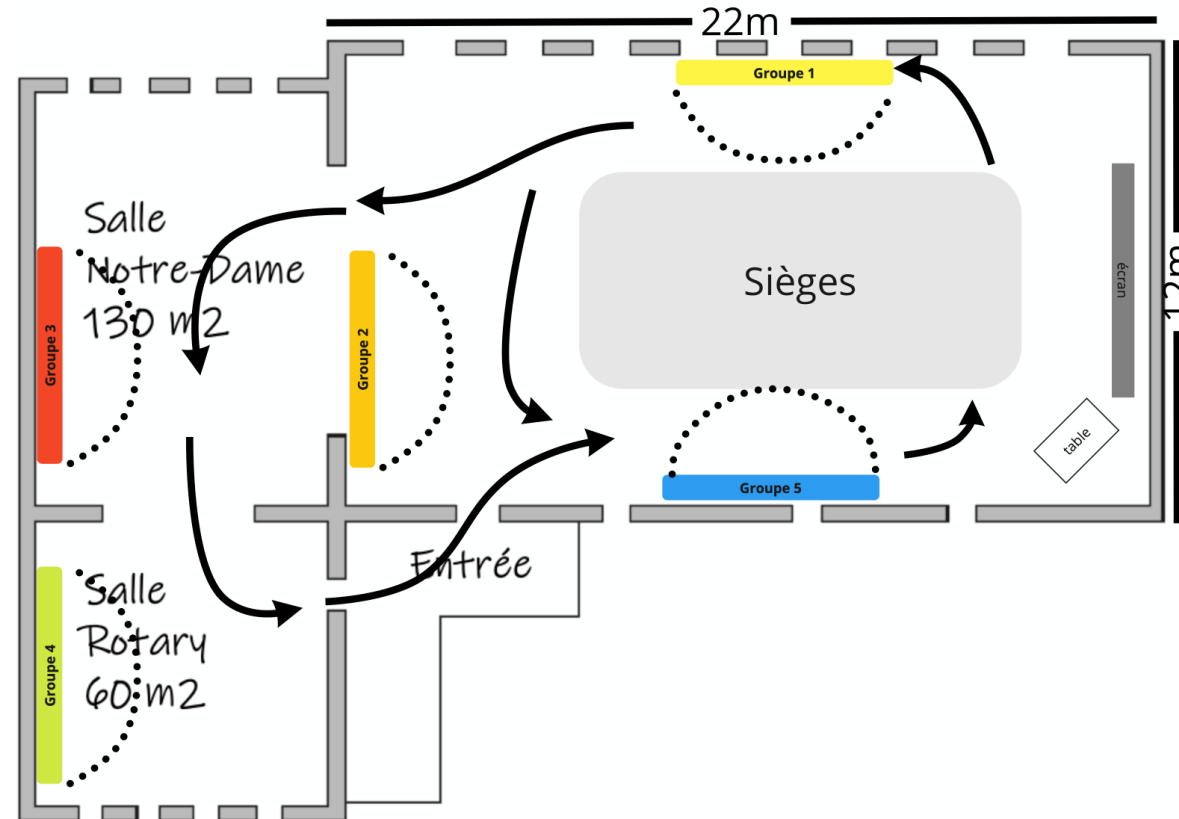 22m
Groupe 1
Salle
Notre-Dame
130 m2
Groupe 3
Groupe 2
Sièges
écran
12m
table
Groupe 5
Entrée
Salle
Rotary
60 m2
Groupe 4